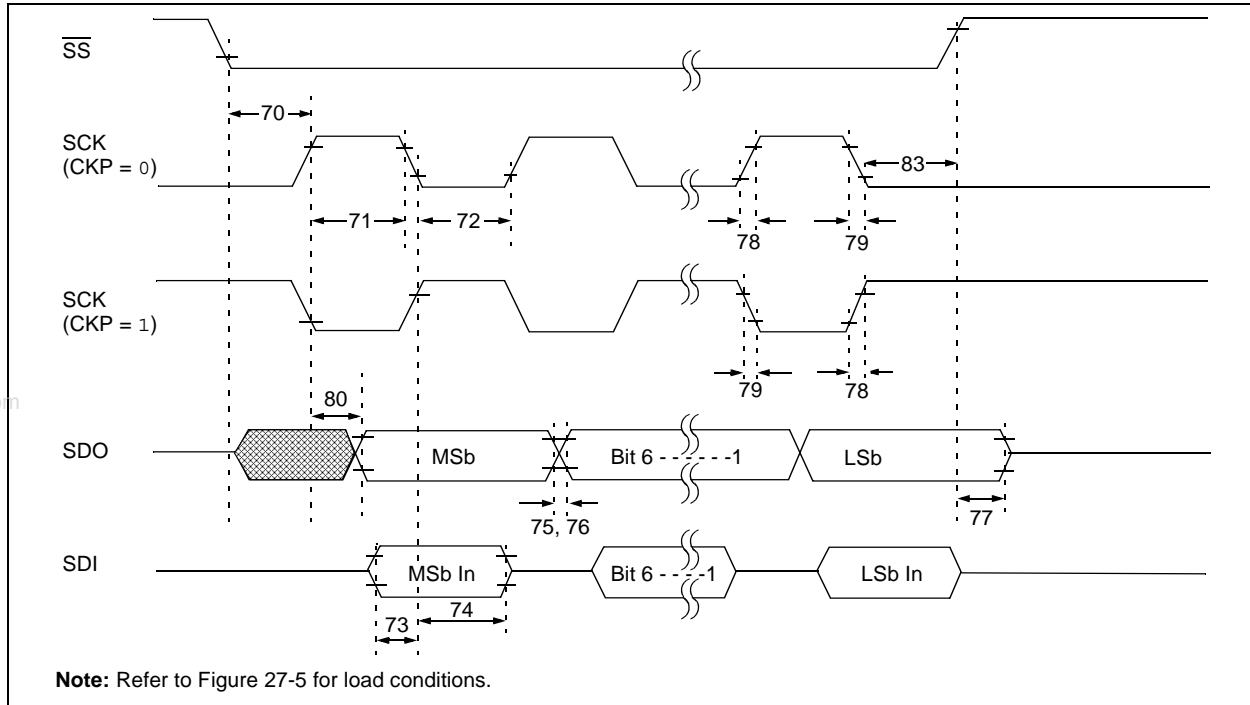 SS
70
SCK
(CKP = 0)
83
71
72
78
79
SCK
(CKP = 1)
79
78
80
om
SDO
MSb
Bit 6 - - - - - -1
LSb
75, 76
77
SDI
MSb In
Bit 6 - - - -1
LSb In
74
73
Note: Refer to Figure 27-5 for load conditions.